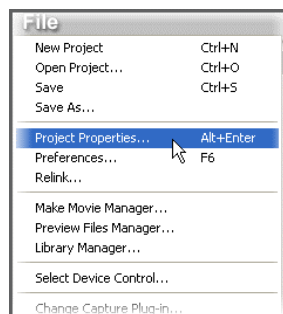 File
New Project Ctrl+N
Open Project... Ctrl+O
Save Ctrl+S
Save As...
Project Properties... Alt+Enter
Preferences... F6
Relink...
Make Movie Manager...
Preview Files Manager...
Library Manager...
Select Device Control...
Change Capture Plug-in...